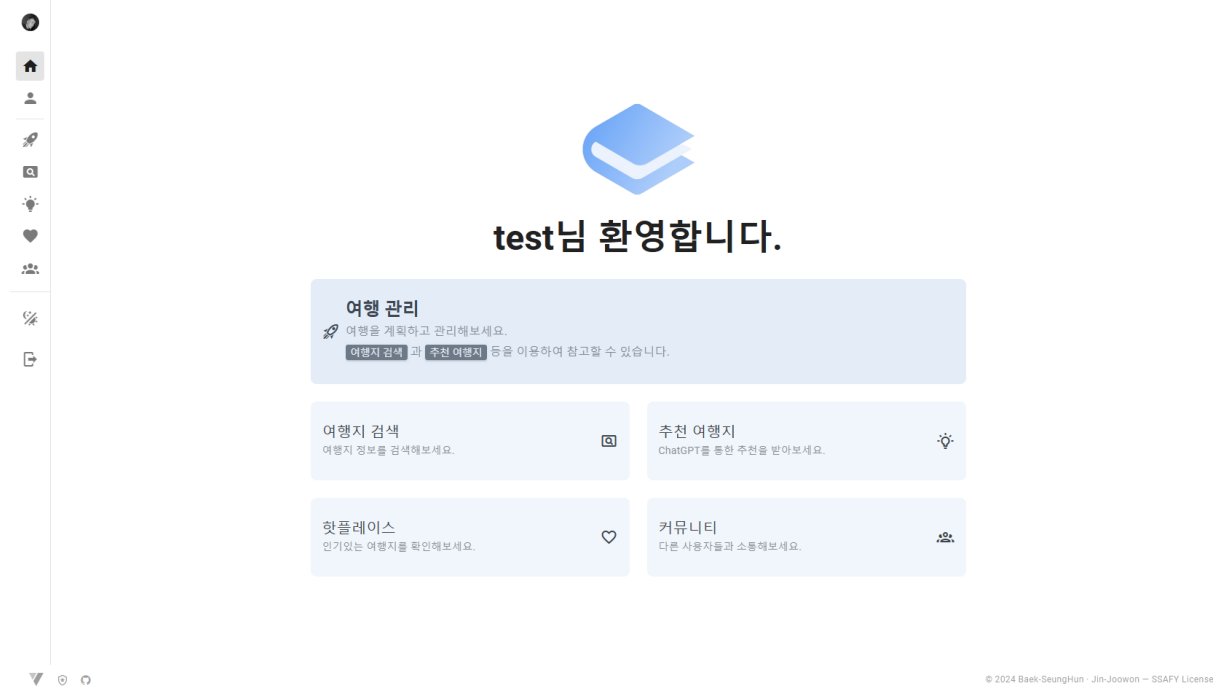 test님 환영합니다.
여행 관리
여행을 계획하고 관리해보세요.
여행지 검색 과 추천 여행지 등을 이용하여 참고할 수 있습니다.
여행지 검색
여행지 정보를 검색해보세요.
추천 여행지
ChatGPT를 통한 추천을 받아보세요.
핫플레이스
인기있는 여행지를 확인해보세요.
커뮤니티
다른 사용자들과 소통해보세요.
© 2024 Baek-SeungHun · Jin-Joowon — SSAFY License